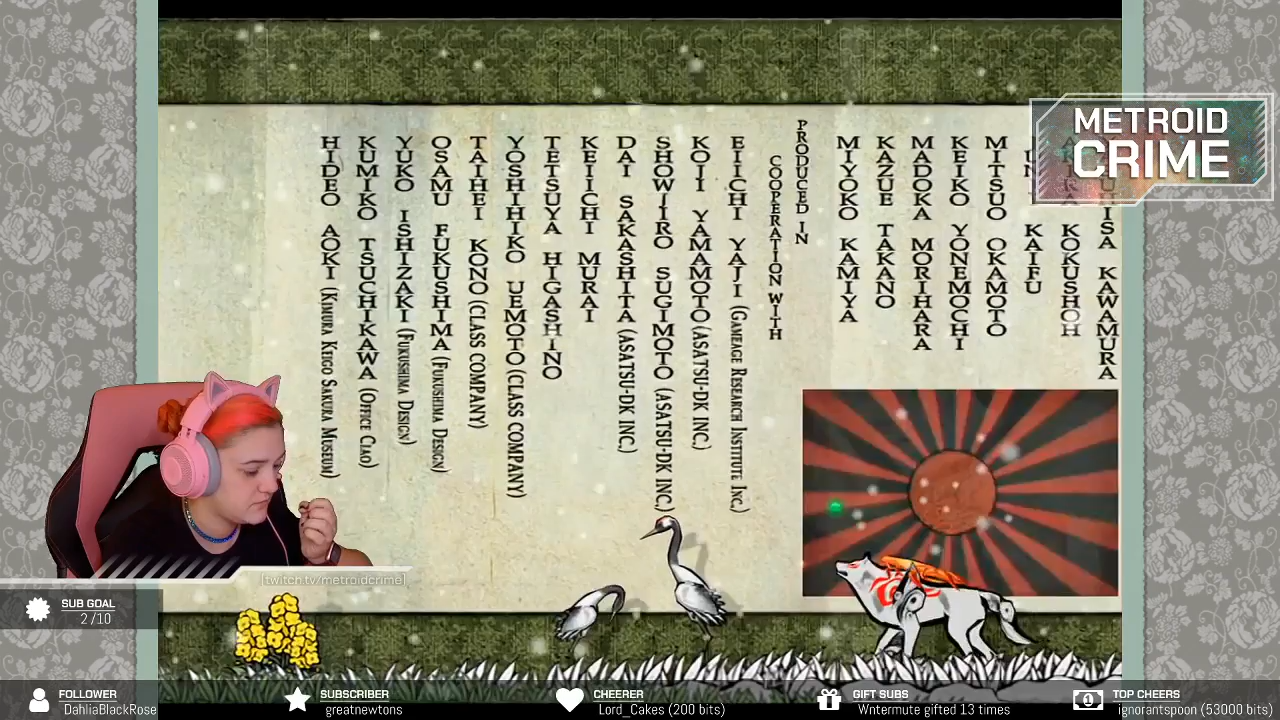 METROID
CRIME
KAWAMURA
KOKUSHOH
KAIFU
MITSUO OKAMOTO
KEIKO YONEMOCHI
MADOKA MORIHARA
KAZUE TAKANO
MIYOKO KAMIYA
PRODUCED IN
COOPERATION WITH
EIICHI YAJI (GAMEAGE RESEARCH INSTITUTE INC.)
KOJI YAMAMOTO (ASATSU-DK INC.)
SHOWJIRO SUGIMOTO (ASATSU-DK INC.)
DAI SAKASHITA (ASATSU-DK INC.)
KEIICHI MURAI
TETSUYA HIGASHINO
YOSHIHIKO UEMOTO (CLASS COMPANY)
TAIHEI KONO (CLASS COMPANY)
OSAMU FUKUSHIMA (FUKUSHIMA DESIGN)
YUKO ISHIZAKI (FUKUSHIMA DESIGN)
KUMIKO TSUCHIKAWA (OFFICE CIAO)
HIDEO AOKI (KIMURA KEIGO SAKURA MUSEUM)
[twitch.tv/metroidcrime]
SUB GOAL
2 /10
FOLLOWER
DahliaBlackRose
SUBSCRIBER
greatnewtons
CHEERER
Lord_Cakes (200 bits)
GIFT SUBS
Wntermute gifted 13 times
TOP CHEERS
ignorantspoon (53000 bits)